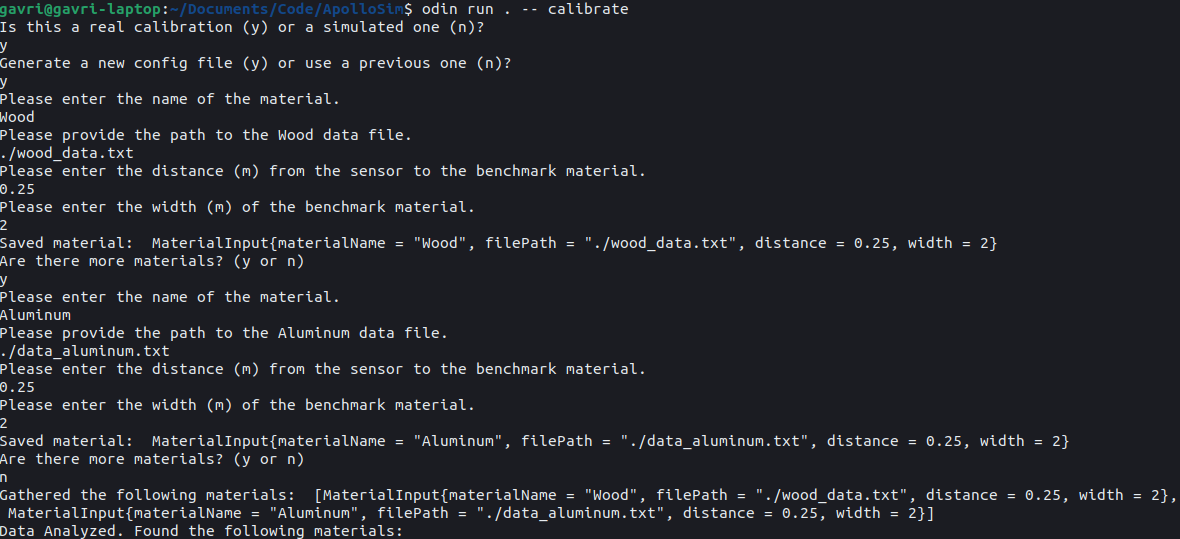 gavri@gavri-laptop:~/Documents/Code/ApolloSim$ odin run . -- calibrate
Is this a real calibration (y) or a simulated one (n)?
y
Generate a new config file (y) or use a previous one (n)?
y
Please enter the name of the material.
Wood
Please provide the path to the Wood data file.
./wood_data.txt
Please enter the distance (m) from the sensor to the benchmark material.
0.25
Please enter the width (m) of the benchmark material.
2
Saved material:  MaterialInput{materialName = "Wood", filePath = "./wood_data.txt", distance = 0.25, width = 2}
Are there more materials? (y or n)
y
Please enter the name of the material.
Aluminum
Please provide the path to the Aluminum data file.
./data_aluminum.txt
Please enter the distance (m) from the sensor to the benchmark material.
0.25
Please enter the width (m) of the benchmark material.
2
Saved material:  MaterialInput{materialName = "Aluminum", filePath = "./data_aluminum.txt", distance = 0.25, width = 2}
Are there more materials? (y or n)
n
Gathered the following materials:  [MaterialInput{materialName = "Wood", filePath = "./wood_data.txt", distance = 0.25, width = 2},
 MaterialInput{materialName = "Aluminum", filePath = "./data_aluminum.txt", distance = 0.25, width = 2}]
Data Analyzed. Found the following materials: